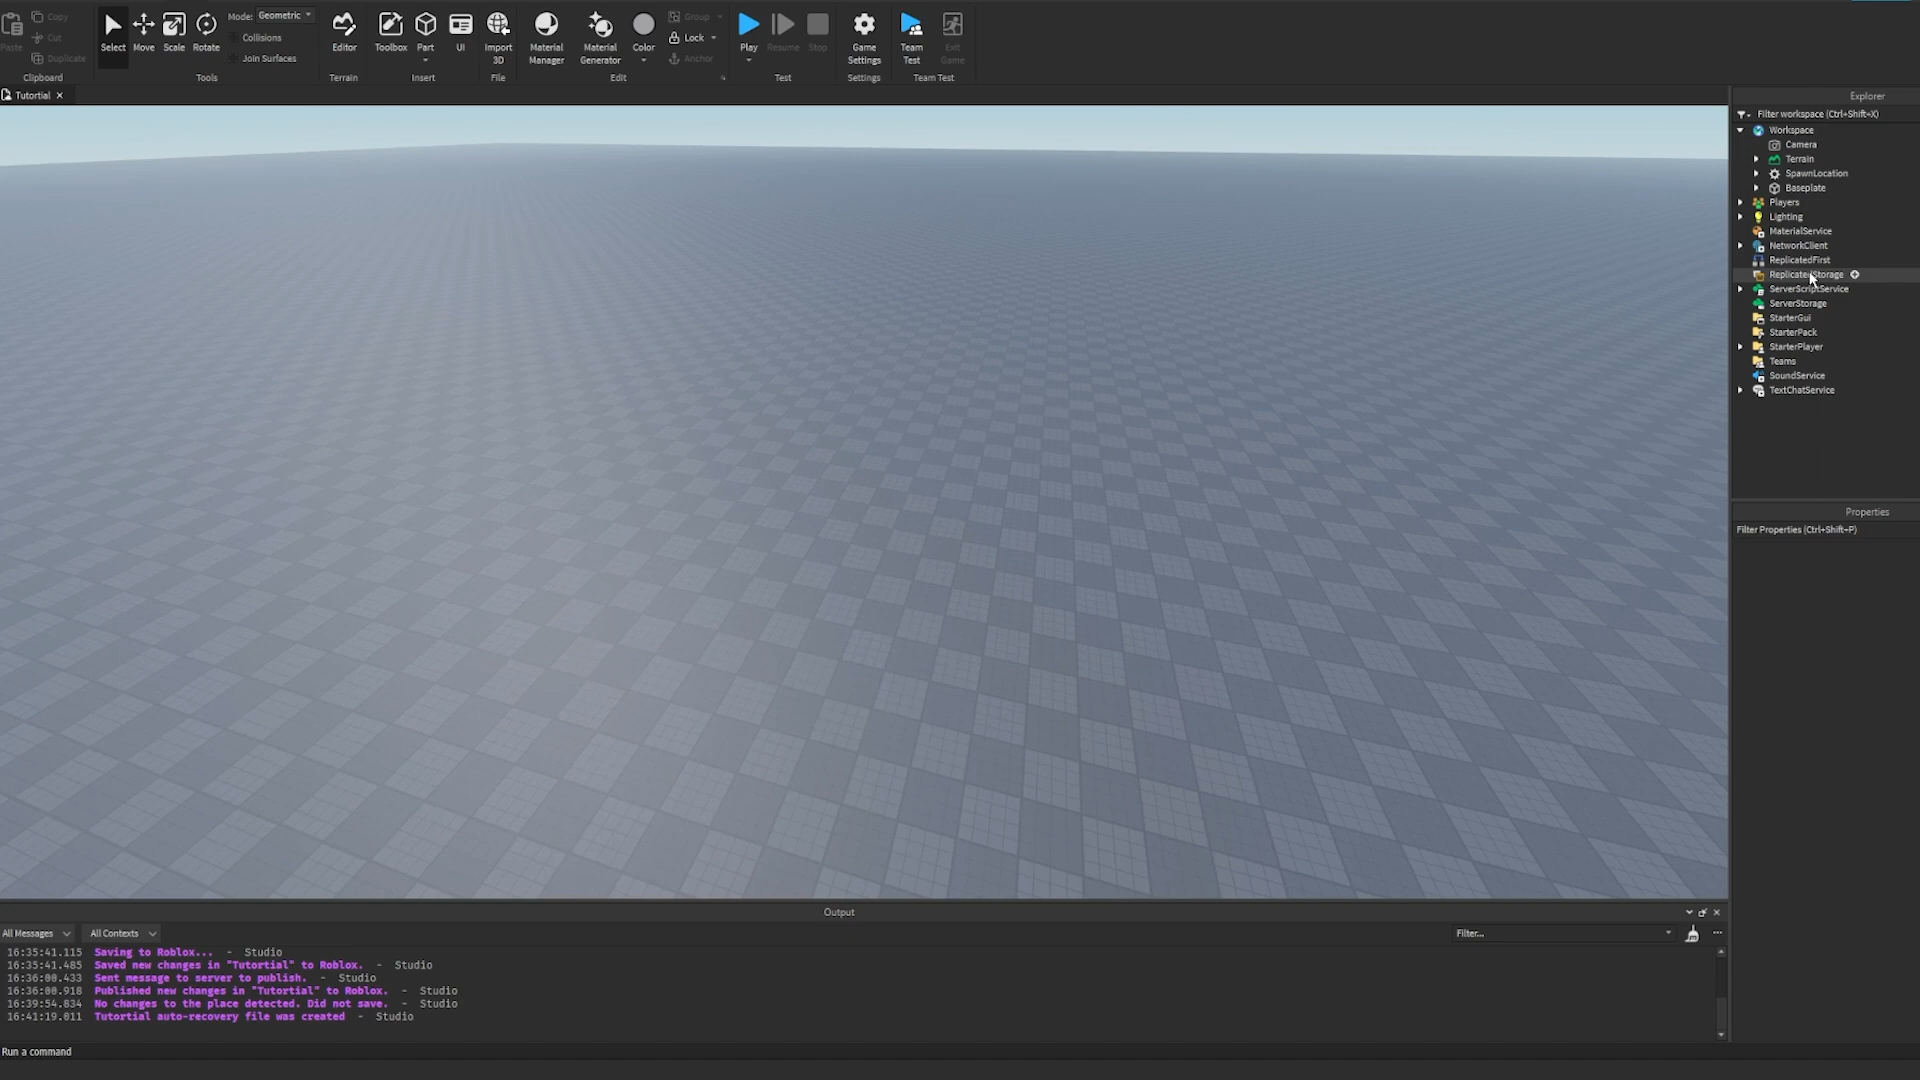 Paste
Copy
Cut
Duplicate
Clipboard
Select
Move
Scale
Rotate
Mode: Geometric
Collisions
Join Surfaces
Tools
Editor
Terrain
Toolbox
Part
UI
Insert
Import
3D
File
Material
Manager
Material
Generator
Color
Group
Lock
Anchor
Edit
Play
Resume
Stop
Test
Game
Settings
Settings
Team
Test
Exit
Game
Team Test
Tutortial
Explorer
Filter workspace (Ctrl+Shift+X)
Workspace
Camera
Terrain
SpawnLocation
Baseplate
Players
Lighting
MaterialService
NetworkClient
ReplicatedFirst
ReplicatedStorage
ServerScriptService
ServerStorage
StarterGui
StarterPack
StarterPlayer
Teams
SoundService
TextChatService
Properties
Filter Properties (Ctrl+Shift+P)
Output
All Messages
All Contexts
Filter...
16:35:41.115 Saving to Roblox... - Studio
16:35:41.485 Saved new changes in "Tutortial" to Roblox. - Studio
16:36:00.433 Sent message to server to publish. - Studio
16:36:00.918 Published new changes in "Tutortial" to Roblox. - Studio
16:39:54.834 No changes to the place detected. Did not save. - Studio
16:41:19.011 Tutortial auto-recovery file was created - Studio
Run a command